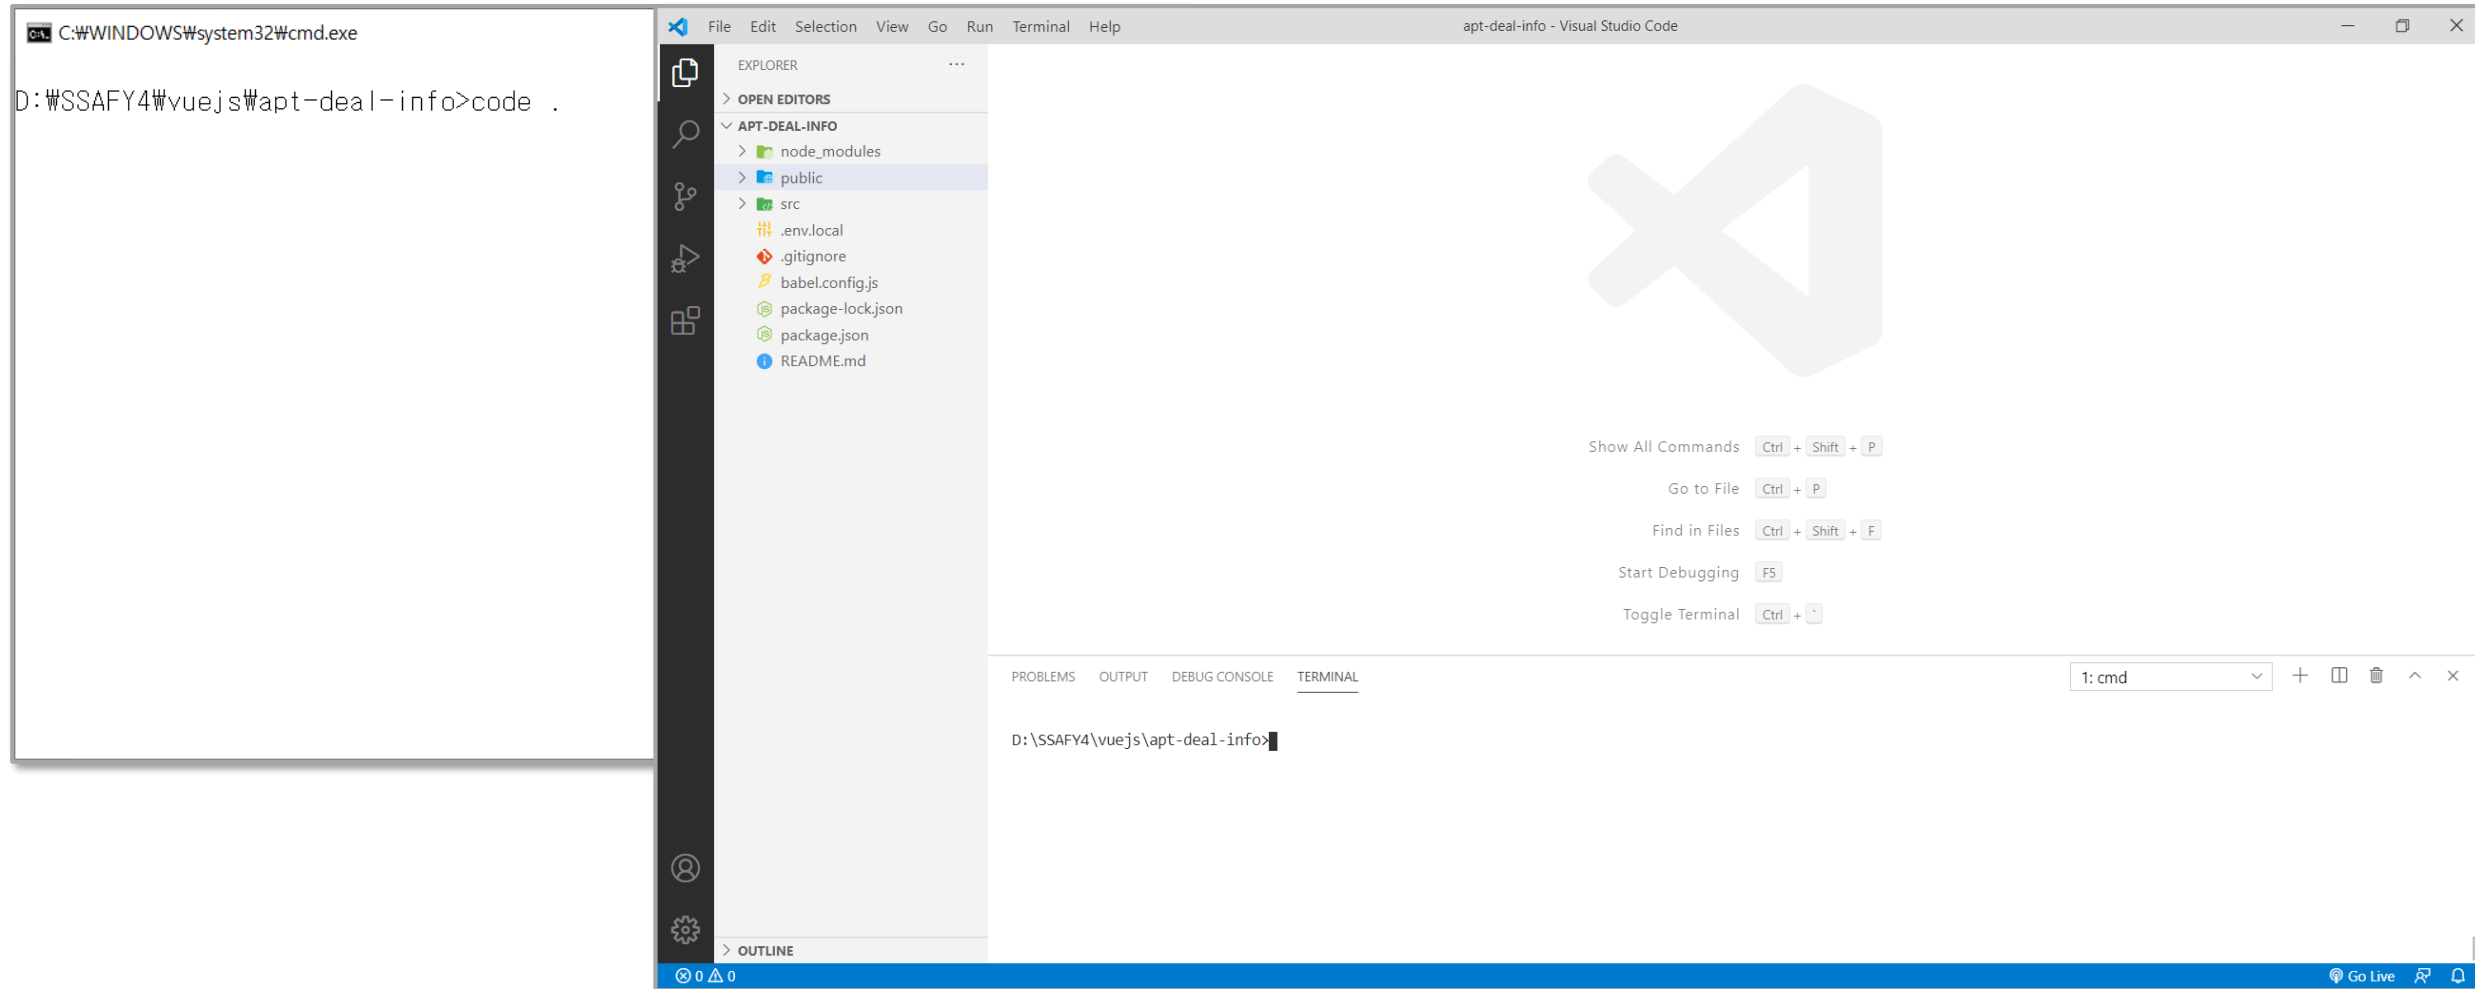 C:₩WINDOWS₩system32₩cmd.exe
D:₩SSAFY4₩vuejs₩apt-deal-info>code .
File Edit Selection View Go Run Terminal Help
apt-deal-info - Visual Studio Code
EXPLORER
OPEN EDITORS
APT-DEAL-INFO
node_modules
public
src
.env.local
.gitignore
babel.config.js
package-lock.json
package.json
README.md
OUTLINE
Show All Commands Ctrl + Shift + P
Go to File Ctrl + P
Find in Files Ctrl + Shift + F
Start Debugging F5
Toggle Terminal Ctrl + `
PROBLEMS OUTPUT DEBUG CONSOLE TERMINAL
1: cmd
D:\SSAFY4\vuejs\apt-deal-info>
0 0
Go Live